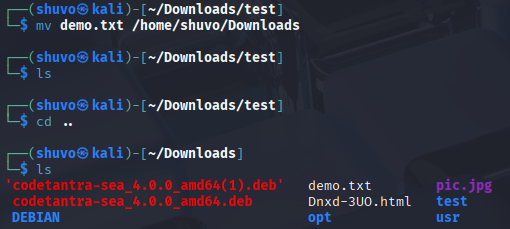 ┌──(shuvo㉿kali)-[~/Downloads/test]
└─$ mv demo.txt /home/shuvo/Downloads
┌──(shuvo㉿kali)-[~/Downloads/test]
└─$ ls
┌──(shuvo㉿kali)-[~/Downloads/test]
└─$ cd ..
┌──(shuvo㉿kali)-[~/Downloads]
└─$ ls
'codetantra-sea_4.0.0_amd64(1).deb' demo.txt pic.jpg
codetantra-sea_4.0.0_amd64.deb Dnxd-3UO.html test
DEBIAN opt usr